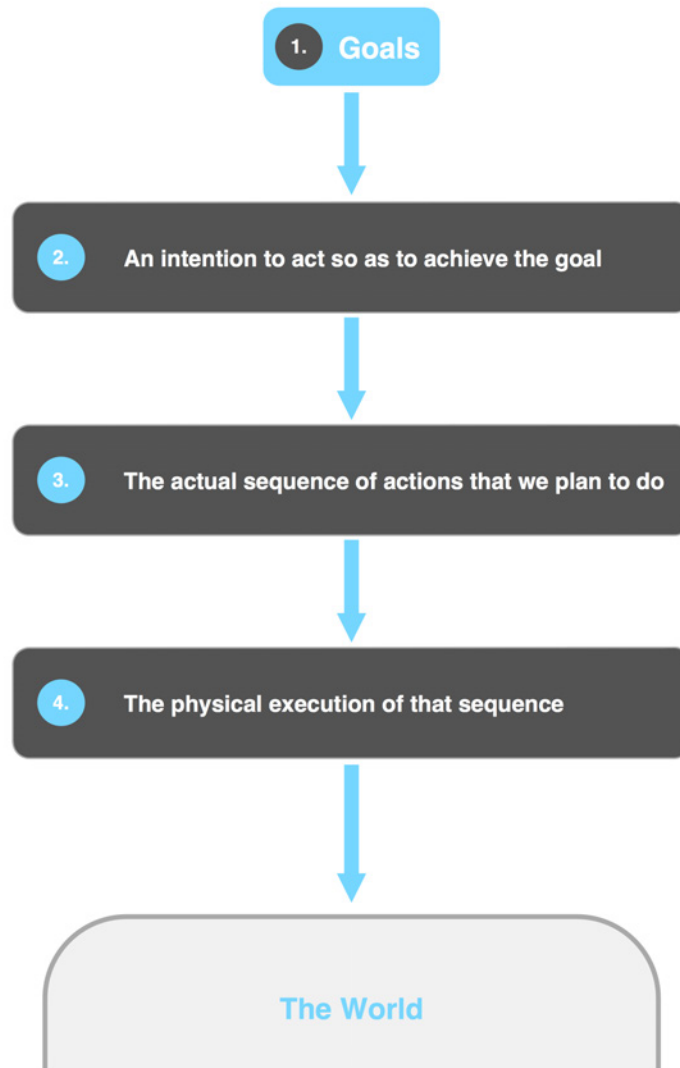 1. Goals
2. An intention to act so as to achieve the goal
3. The actual sequence of actions that we plan to do
4. The physical execution of that sequence
The World